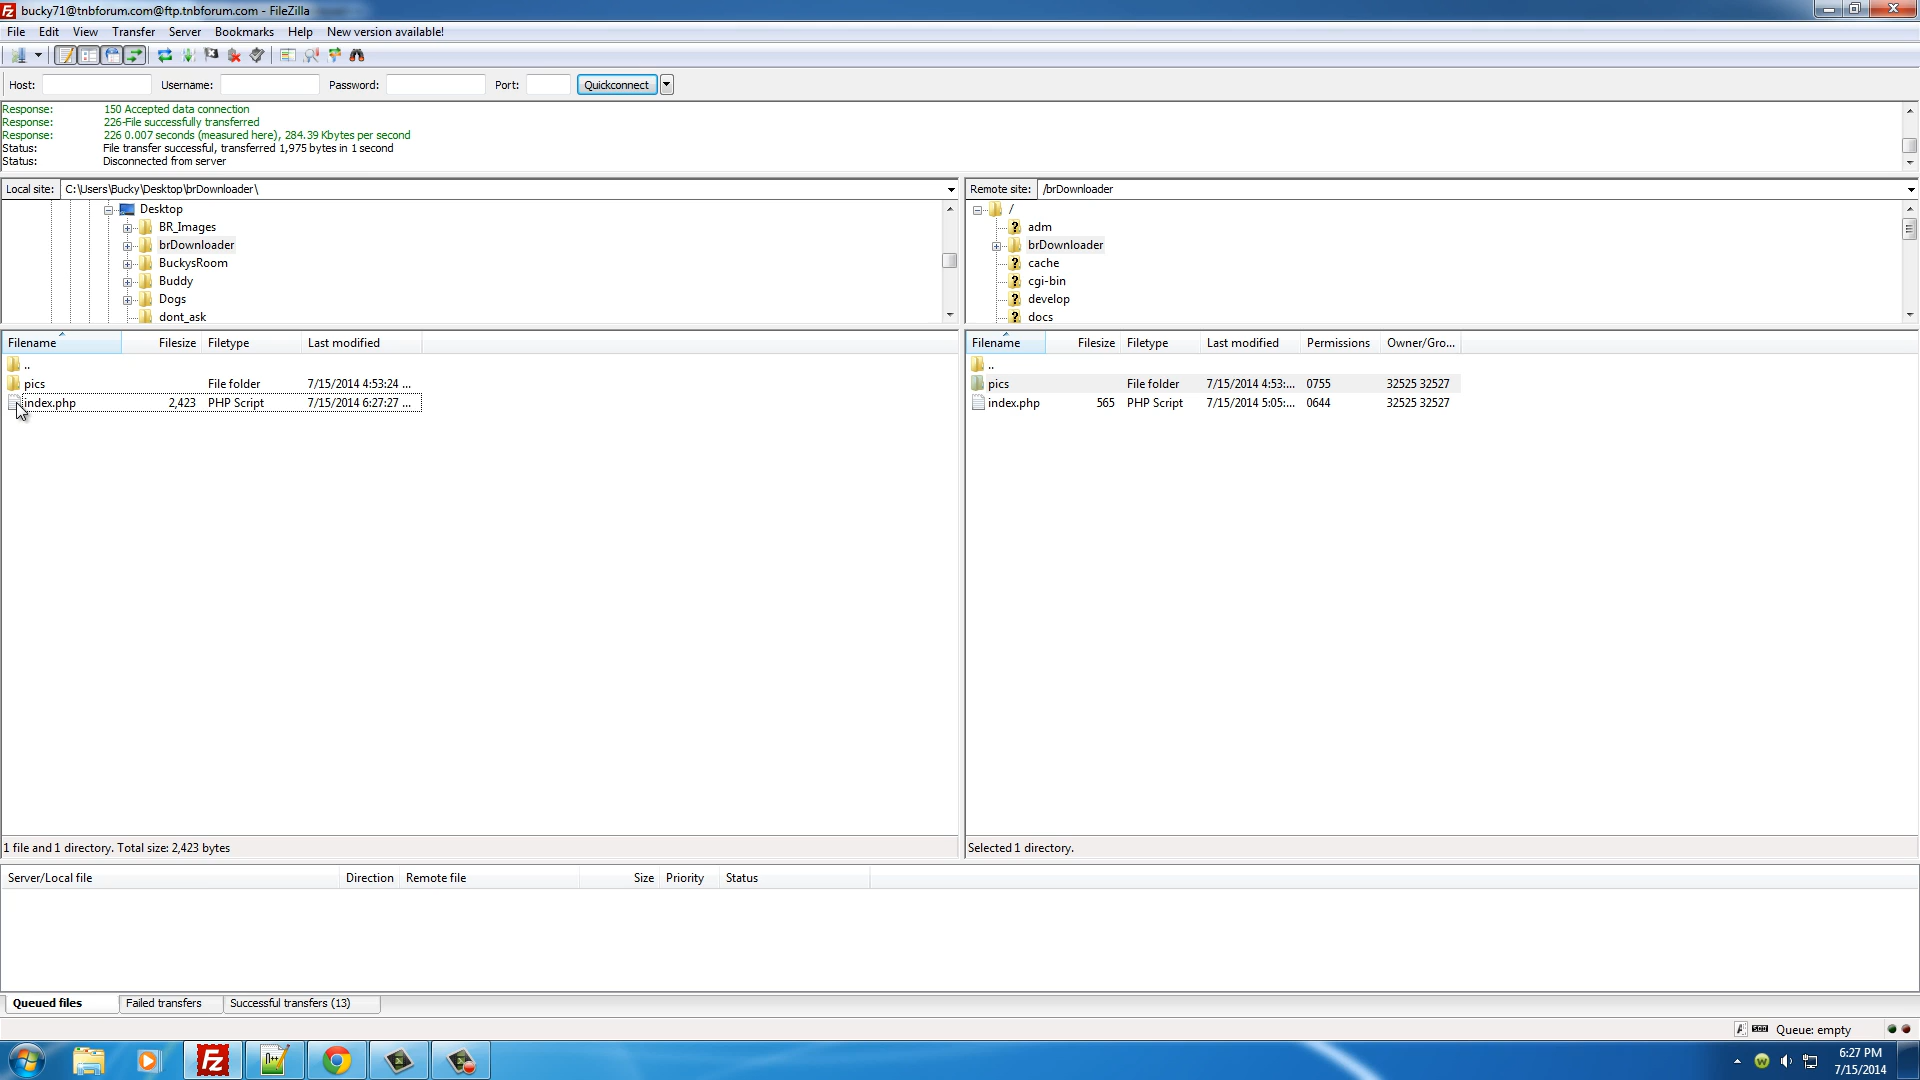 bucky71@tnbforum.com@ftp.tnbforum.com - FileZilla
File Edit View Transfer Server Bookmarks Help New version available!
Host: Username: Password: Port: Quickconnect
Response: 150 Accepted data connection
Response: 226-File successfully transferred
Response: 226 0.007 seconds (measured here), 284.39 Kbytes per second
Status: File transfer successful, transferred 1,975 bytes in 1 second
Status: Disconnected from server
Local site: C:\Users\Bucky\Desktop\brDownloader\
Desktop
BR_Images
brDownloader
BuckysRoom
Buddy
Dogs
dont_ask
Filename Filesize Filetype Last modified
..
pics File folder 7/15/2014 4:53:24 ...
index.php 2,423 PHP Script 7/15/2014 6:27:27 ...
1 file and 1 directory. Total size: 2,423 bytes
Remote site: /brDownloader
/
adm
brDownloader
cache
cgi-bin
develop
docs
Filename Filesize Filetype Last modified Permissions Owner/Gro...
..
pics File folder 7/15/2014 4:53:... 0755 32525 32527
index.php 565 PHP Script 7/15/2014 5:05:... 0644 32525 32527
Selected 1 directory.
Server/Local file Direction Remote file Size Priority Status
Queued files Failed transfers Successful transfers (13)
Queue: empty
6:27 PM
7/15/2014